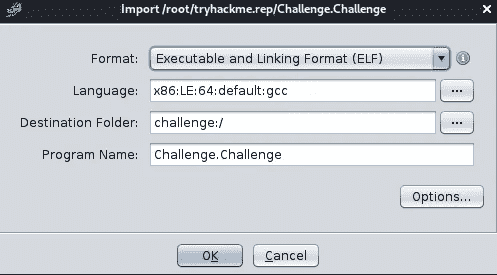 Import /root/tryhackme.rep/Challenge.Challenge
Format: Executable and Linking Format (ELF)
Language: x86:LE:64:default:gcc ...
Destination Folder: challenge:/ ...
Program Name: Challenge.Challenge
Options...
OK Cancel